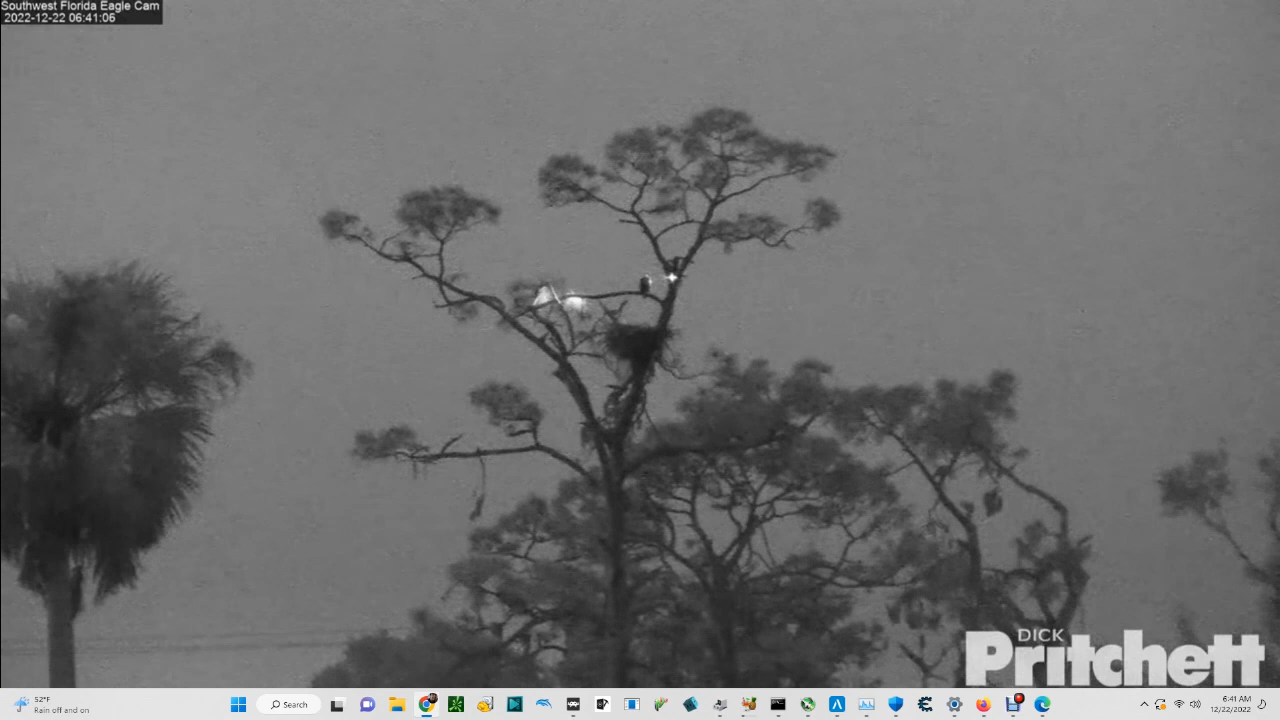 Southwest Florida Eagle Cam
2022-12-22 06:41:06
DICK
Pritchett
52°F
Rain off and on
Search
6:41 AM
12/22/2022